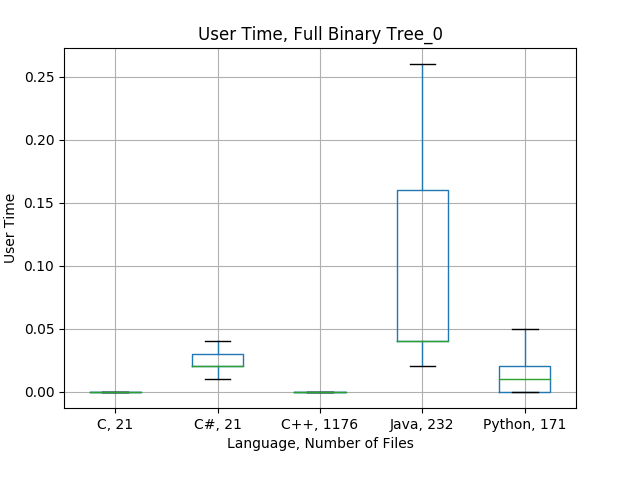 User Time, Full Binary Tree_0
0.25
0.20
0.15
0.10
0.05
0.00
User Time
C, 21
C#, 21
C++, 1176
Java, 232
Python, 171
Language, Number of Files